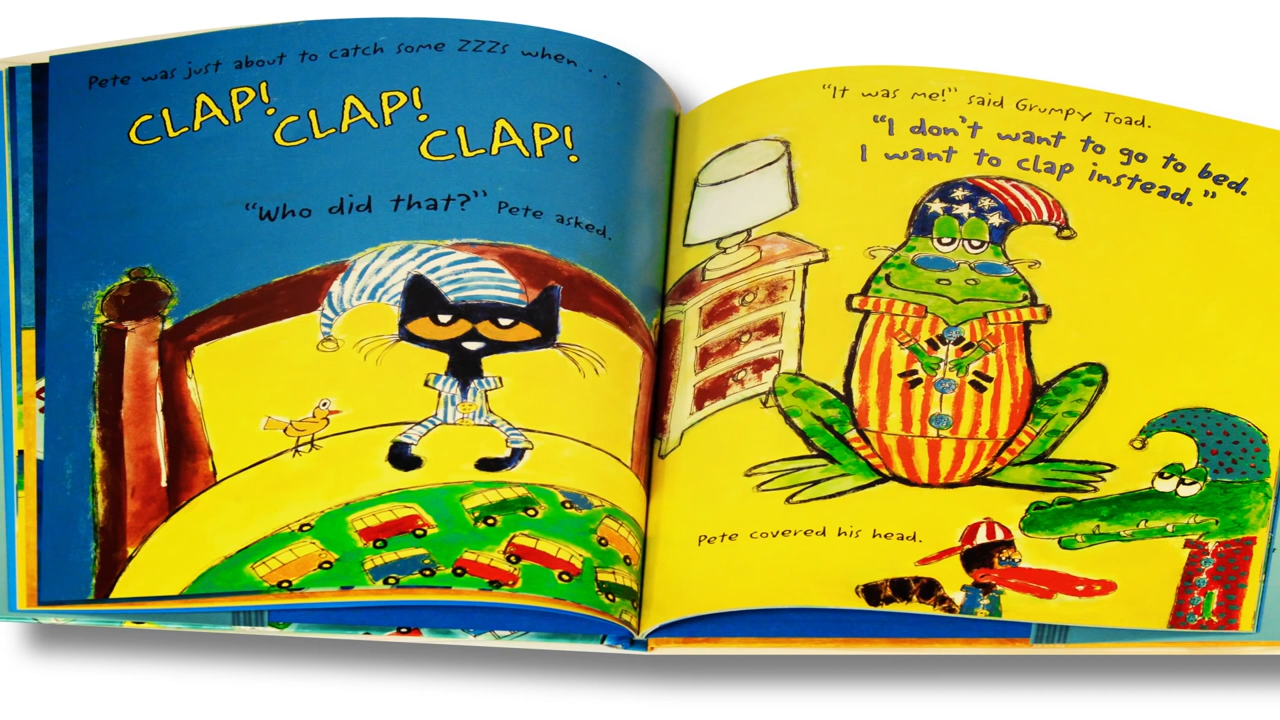 Pete was just about to catch some ZZZs when . . .
CLAP! CLAP! CLAP!
“Who did that?” Pete asked.
“It was me!” said Grumpy Toad.
“I don’t want to go to bed.
I want to clap instead.”
Pete covered his head.